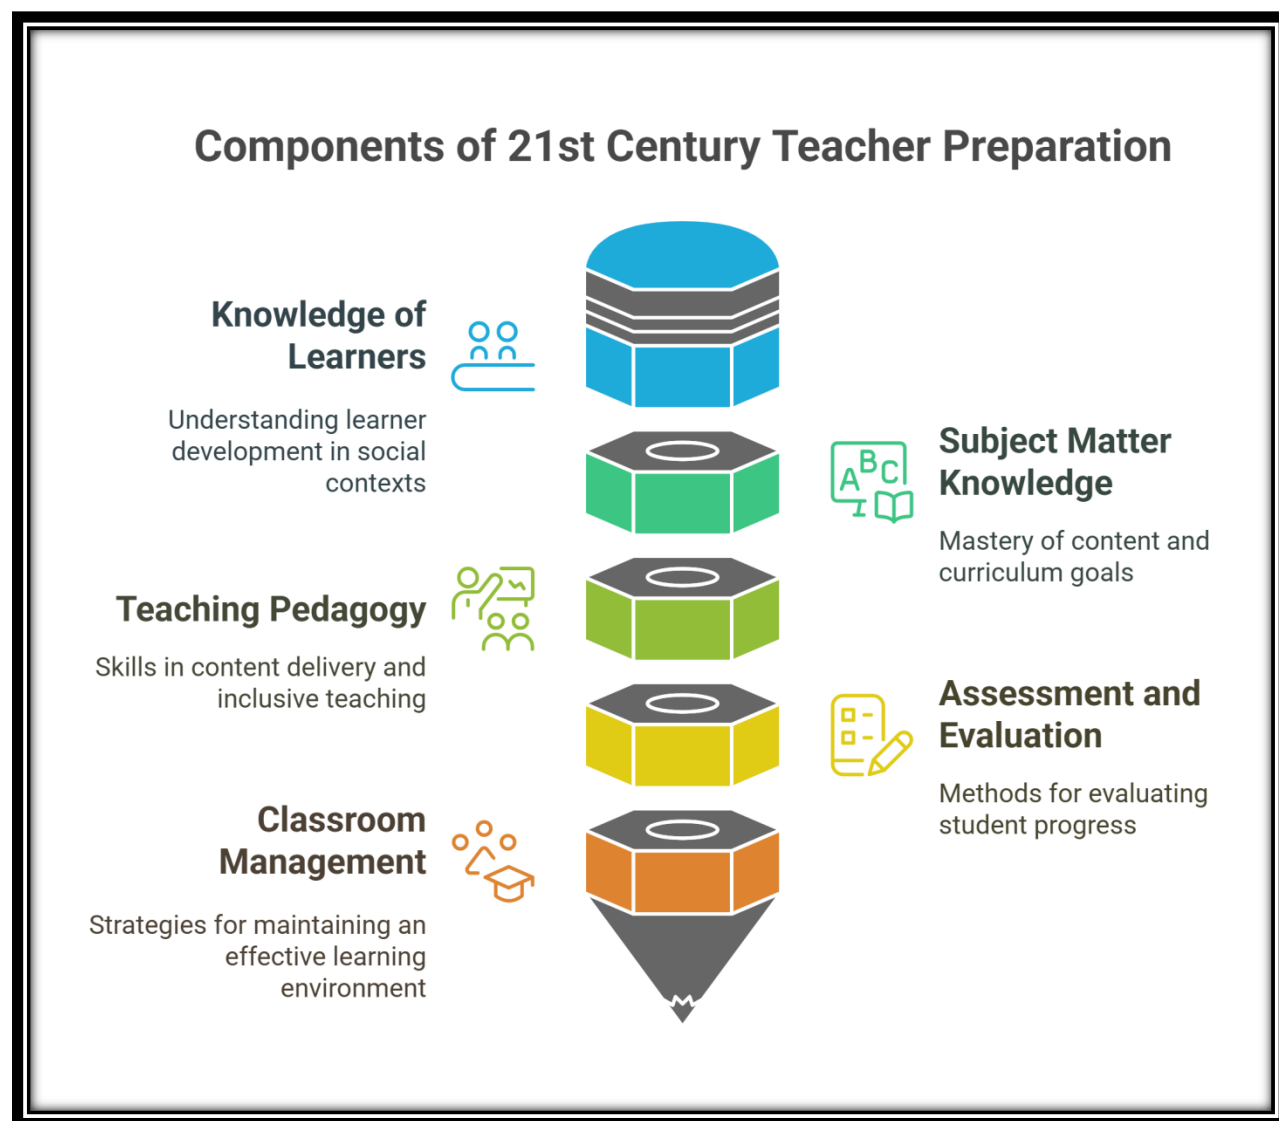 Components of 21st Century Teacher Preparation
Knowledge of
Learners
Understanding learner
development in social
contexts
Subject Matter
Knowledge
Mastery of content and
curriculum goals
Teaching Pedagogy
Skills in content delivery and
inclusive teaching
Assessment and
Evaluation
Methods for evaluating
student progress
Classroom
Management
Strategies for maintaining an
effective learning
environment
ABC